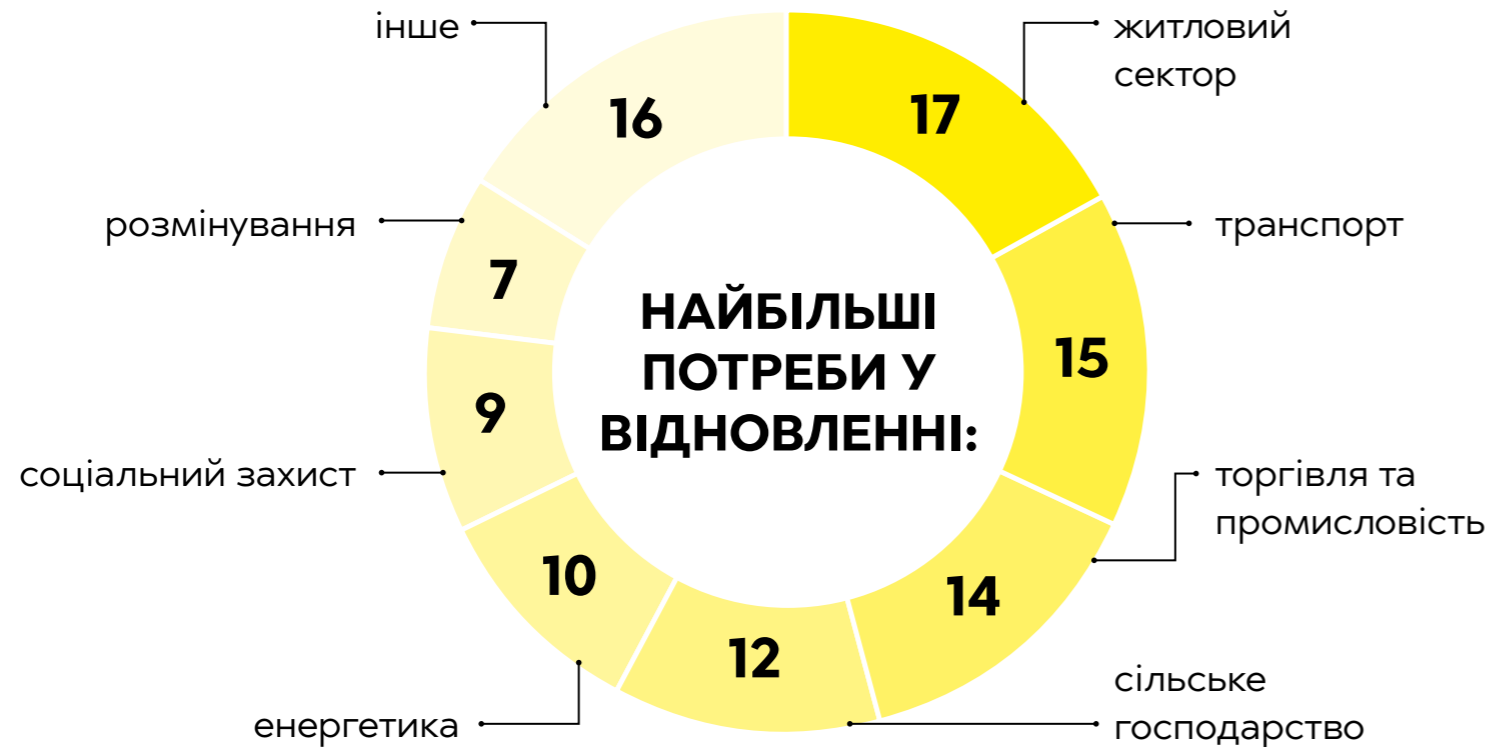 НАЙБІЛЬШІ
ПОТРЕБИ У
ВІДНОВЛЕННІ:
житловий
сектор
17
транспорт
15
торгівля та
промисловість
14
сільське
господарство
12
енергетика
10
соціальний захист
9
розмінування
7
інше
16